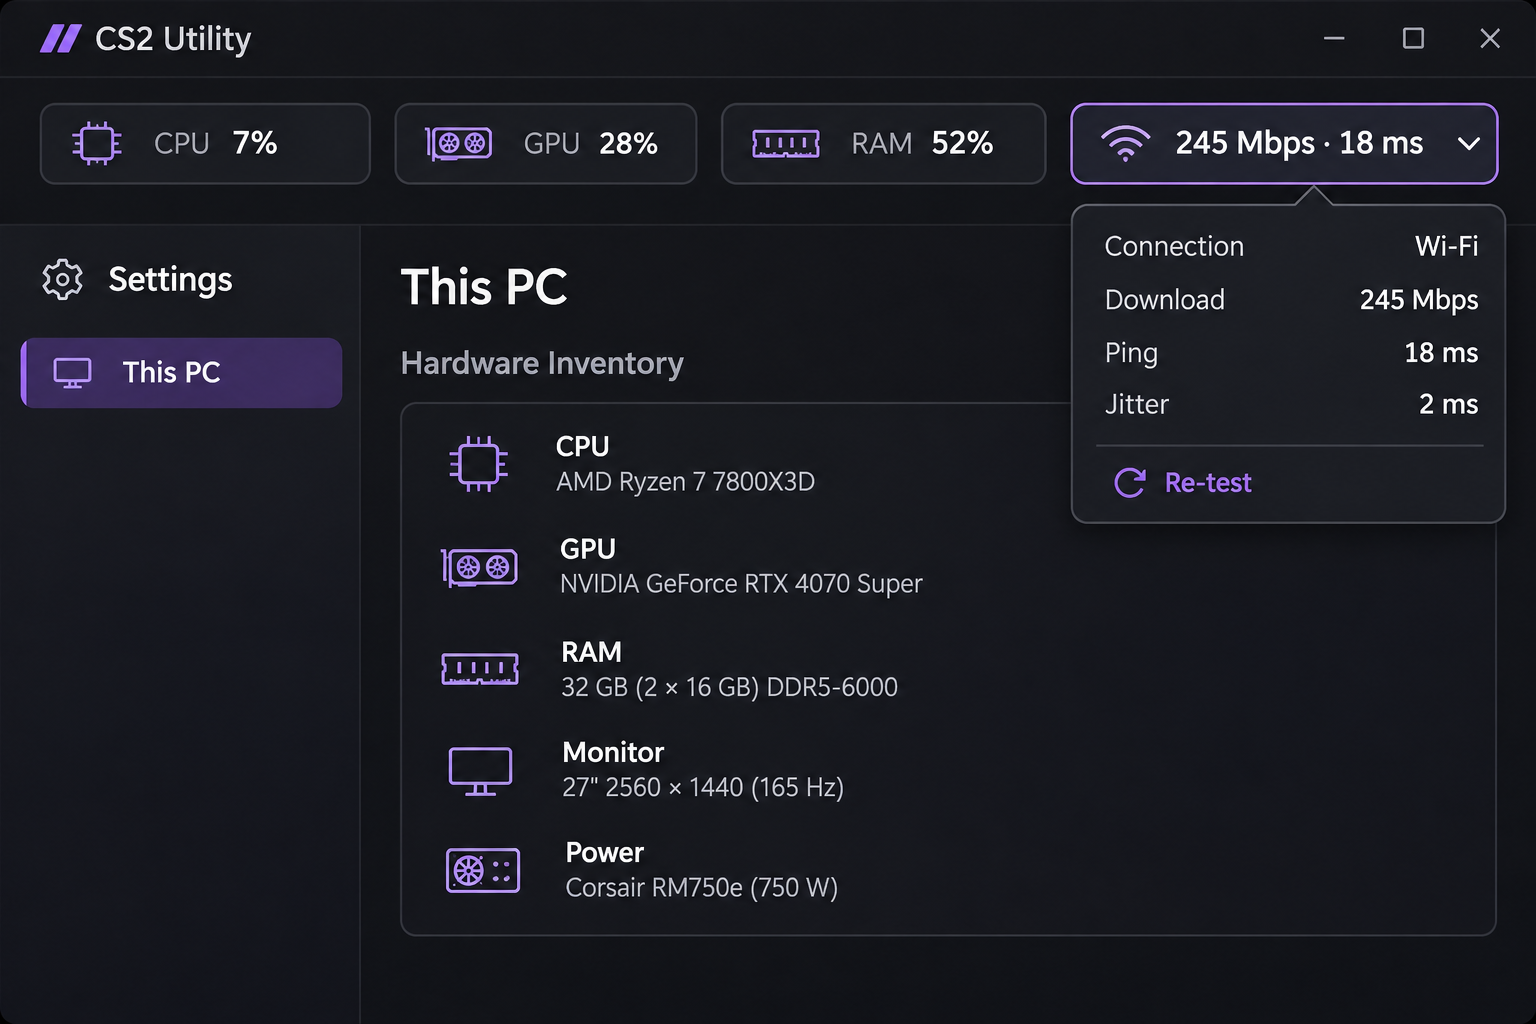 CS2 Utility
CPU 7%
GPU 28%
RAM 52%
245 Mbps · 18 ms
Connection Wi-Fi
Download 245 Mbps
Ping 18 ms
Jitter 2 ms
Re-test
Settings
This PC
This PC
Hardware Inventory
CPU
AMD Ryzen 7 7800X3D
GPU
NVIDIA GeForce RTX 4070 Super
RAM
32 GB (2 × 16 GB) DDR5-6000
Monitor
27" 2560 × 1440 (165 Hz)
Power
Corsair RM750e (750 W)